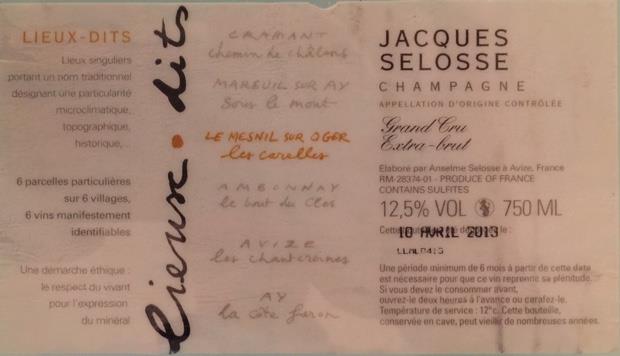 LIEUX-DITS
Lieux singuliers
portant un nom traditionnel
désignant une particularité
microclimatique,
topographique,
historique,...
6 parcelles particulières
sur 6 villages,
6 vins manifestement
identifiables
Une démarche éthique :
le respect du vivant
pour l'expression
du minéral
lieux.dits
CRAMANT
chemin de châlons
MAREUIL SUR AY
Sous le mont
LE MESNIL SUR OGER
les carelles
AMBONNAY
le bout du Clos
AVIZE
les chantereines
AY
la côte faron
JACQUES
SELOSSE
CHAMPAGNE
APPELLATION D'ORIGINE CONTRÔLÉE
Grand Cru
Extra-brut
Elaboré par Anselme Selosse à Avize, France
RM-28374-01 - PRODUCE OF FRANCE
CONTAINS SULFITES
12,5% VOL 750 ML
Cette le :
10 AVRIL 2013
Une période minimum de 6 mois à partir de cette date
est nécessaire pour que ce vin reprenne sa plénitude.
Si vous devez le consommer avant,
ouvrez-le deux heures à l'avance ou carafez-le.
Température de service : 12°c. Cette bouteille,
conservée en cave, peut vieillir de nombreuses années.